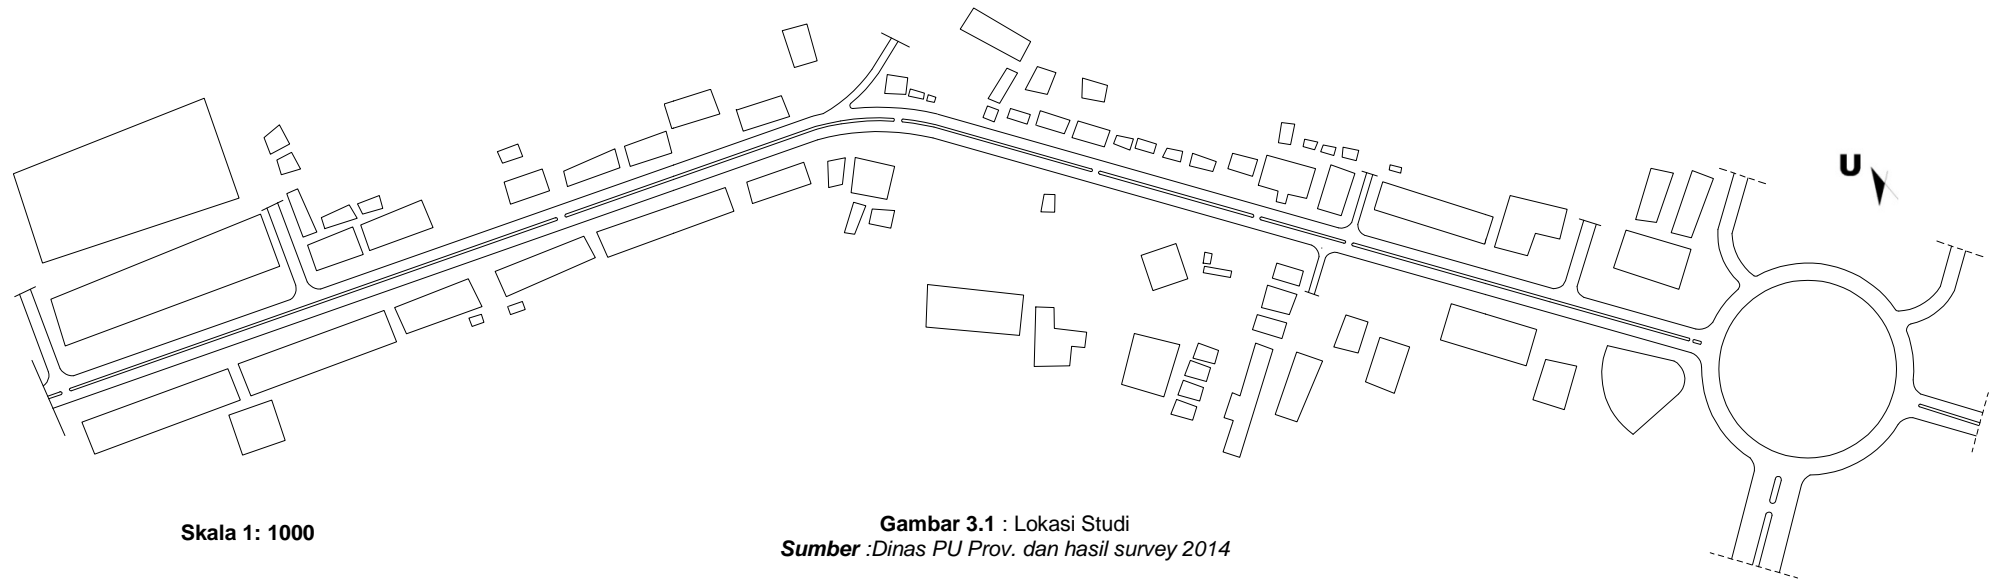 U
Skala 1: 1000
Gambar 3.1 : Lokasi Studi
Sumber :Dinas PU Prov. dan hasil survey 2014